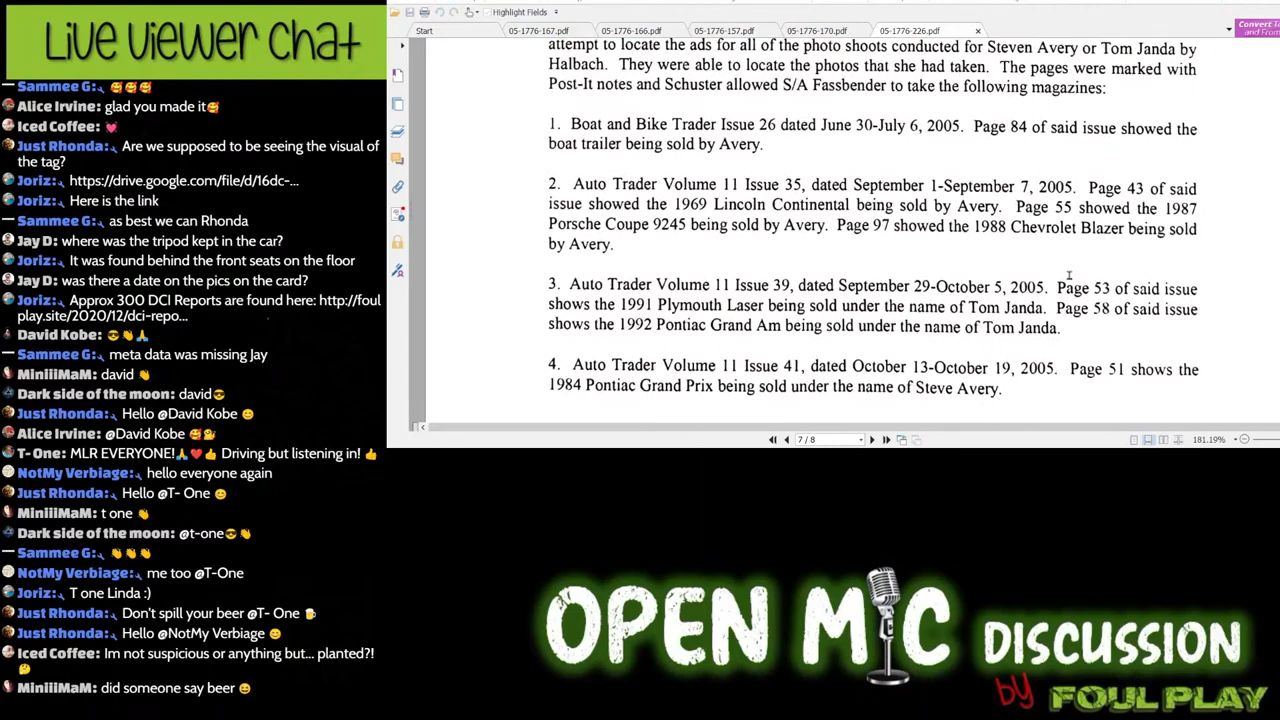 Live Viewer Chat
Sammee G:
Alice Irvine: glad you made it
Iced Coffee:
Just Rhonda: Are we supposed to be seeing the visual of
the tag?
Joriz: https://drive.google.com/file/d/16dc-...
Joriz: Here is the link
Sammee G: as best we can Rhonda
Jay D: where was the tripod kept in the car?
Joriz: It was found behind the front seats on the floor
Jay D: was there a date on the pics on the card?
Joriz: Approx 300 DCI Reports are found here: http://foul
play.site/2020/12/dci-repo...
David Kobe:
Sammee G: meta data was missing Jay
MiniiiMaM: david
Dark side of the moon: david
Just Rhonda: Hello @David Kobe
Alice Irvine: @David Kobe
T-One: MLR EVERYONE! Driving but listening in!
NotMy Verbiage: hello everyone again
Just Rhonda: Hello @T- One
MiniiiMaM: t one
Dark side of the moon: @t-one
Sammee G:
NotMy Verbiage: me too @T-One
Joriz: T one Linda :)
Just Rhonda: Don't spill your beer @T- One
Just Rhonda: Hello @NotMy Verbiage
Iced Coffee: Im not suspicious or anything but... planted?!
MiniiiMaM: did someone say beer
Highlight Fields
Convert To
and From
Start
05-1776-167.pdf
05-1776-166.pdf
05-1776-157.pdf
05-1776-170.pdf
05-1776-226.pdf
attempt to locate the ads for all of the photo shoots conducted for Steven Avery or Tom Janda by
Halbach. They were able to locate the photos that she had taken. The pages were marked with
Post-It notes and Schuster allowed S/A Fassbender to take the following magazines:
1. Boat and Bike Trader Issue 26 dated June 30-July 6, 2005. Page 84 of said issue showed the
boat trailer being sold by Avery.
2. Auto Trader Volume 11 Issue 35, dated September 1-September 7, 2005. Page 43 of said
issue showed the 1969 Lincoln Continental being sold by Avery. Page 55 showed the 1987
Porsche Coupe 9245 being sold by Avery. Page 97 showed the 1988 Chevrolet Blazer being sold
by Avery.
3. Auto Trader Volume 11 Issue 39, dated September 29-October 5, 2005. Page 53 of said issue
shows the 1991 Plymouth Laser being sold under the name of Tom Janda. Page 58 of said issue
shows the 1992 Pontiac Grand Am being sold under the name of Tom Janda.
4. Auto Trader Volume 11 Issue 41, dated October 13-October 19, 2005. Page 51 shows the
1984 Pontiac Grand Prix being sold under the name of Steve Avery.
7 / 8
181.19%
OPEN MIC
DISCUSSION
by FOUL PLAY